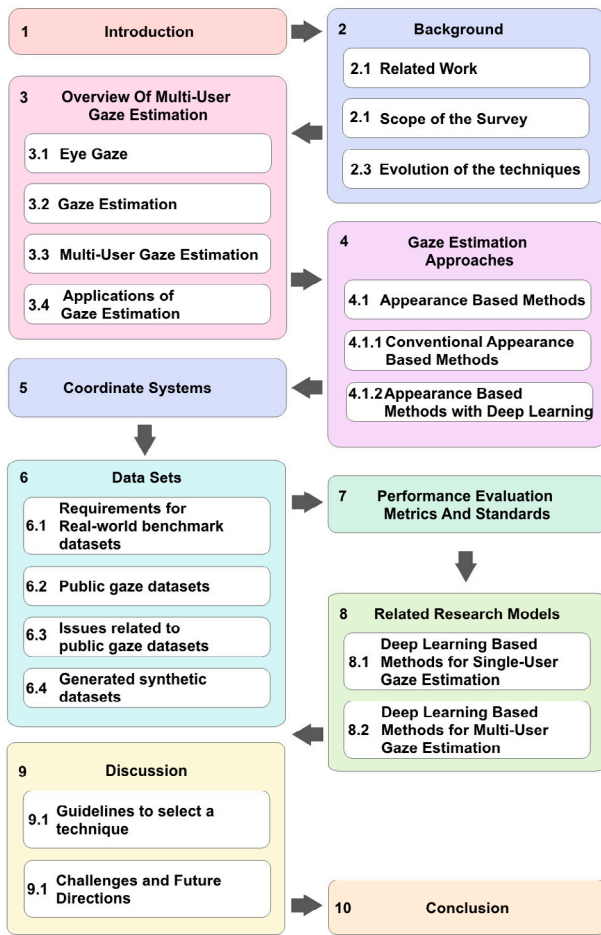 1 Introduction
2 Background
2.1 Related Work
2.1 Scope of the Survey
2.3 Evolution of the techniques
3 Overview Of Multi-User
Gaze Estimation
3.1 Eye Gaze
3.2 Gaze Estimation
3.3 Multi-User Gaze Estimation
3.4 Applications of
Gaze Estimation
4 Gaze Estimation
Approaches
4.1 Appearance Based Methods
4.1.1 Conventional Appearance
Based Methods
4.1.2 Appearance Based
Methods with Deep Learning
5 Coordinate Systems
6 Data Sets
6.1 Requirements for
Real-world benchmark
datasets
6.2 Public gaze datasets
6.3 Issues related to
public gaze datasets
6.4 Generated synthetic
datasets
7 Performance Evaluation
Metrics And Standards
8 Related Research Models
8.1 Deep Learning Based
Methods for Single-User
Gaze Estimation
8.2 Deep Learning Based
Methods for Multi-User
Gaze Estimation
9 Discussion
9.1 Guidelines to select a
technique
9.1 Challenges and Future
Directions
10 Conclusion